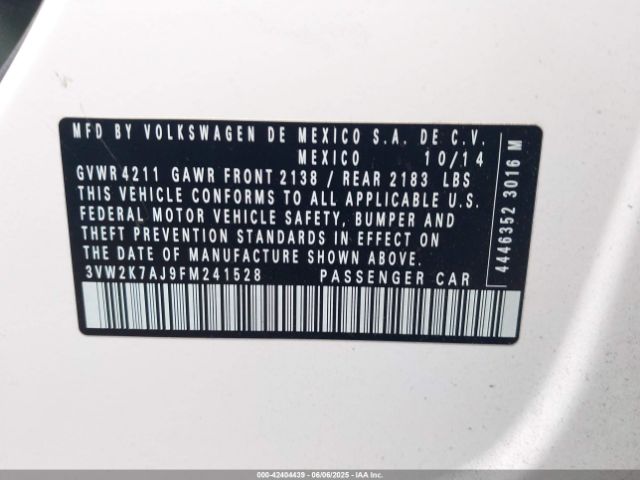 MFD BY VOLKSWAGEN DE MEXICO S.A. DE C.V.
MEXICO 10/14
GVWR 4211 GAWR FRONT 2138 / REAR 2183 LBS
THIS VEHICLE CONFORMS TO ALL APPLICABLE U.S.
FEDERAL MOTOR VEHICLE SAFETY, BUMPER AND
THEFT PREVENTION STANDARDS IN EFFECT ON
THE DATE OF MANUFACTURE SHOWN ABOVE.
3VW2K7AJ9FM241528 PASSENGER CAR
4446352 3016 M
000-42404439 - 06/06/2025 - IAA Inc.